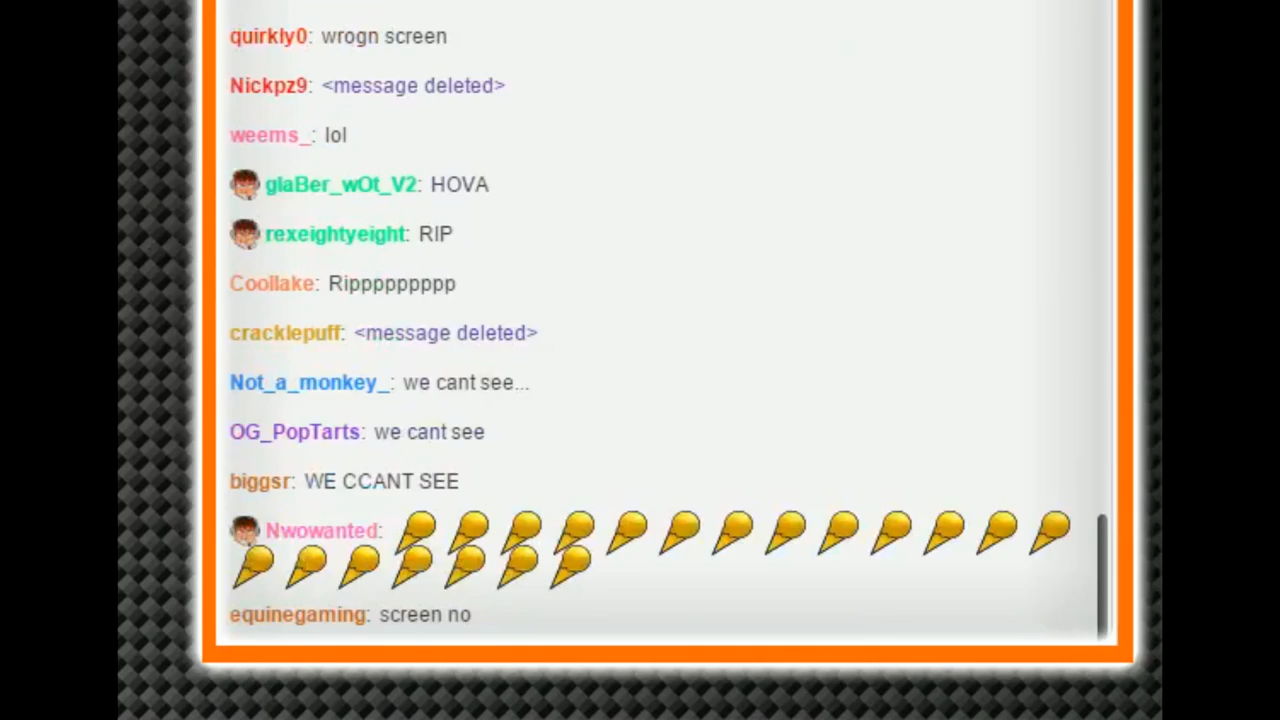 quirkly0: wrogn screen
Nickpz9: <message deleted>
weems_: lol
glaBer_wOt_V2: HOVA
rexeightyeight: RIP
Coollake: Ripppppppp
cracklepuff: <message deleted>
Not_a_monkey_: we cant see...
OG_PopTarts: we cant see
biggsr: WE CCANT SEE
Nwowanted:
equinegaming: screen no